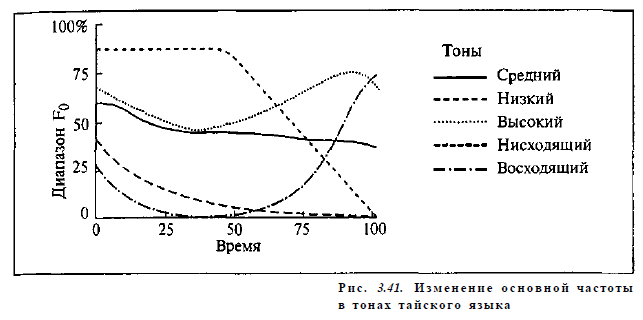 100%
75
50
25
0
Диапазон F0
0 25 50 75 100
Время
Тоны
Средний
Низкий
Высокий
Нисходящий
Восходящий
Рис. 3.41. Изменение основной частоты
в тонах тайского языка